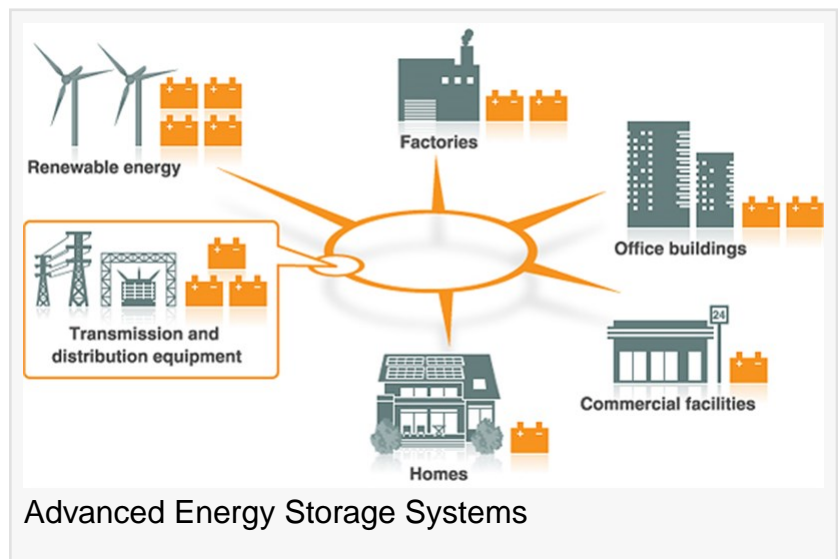 Renewable energy
Factories
Office buildings
Transmission and
distribution equipment
24
Commercial facilities
Homes
Advanced Energy Storage Systems